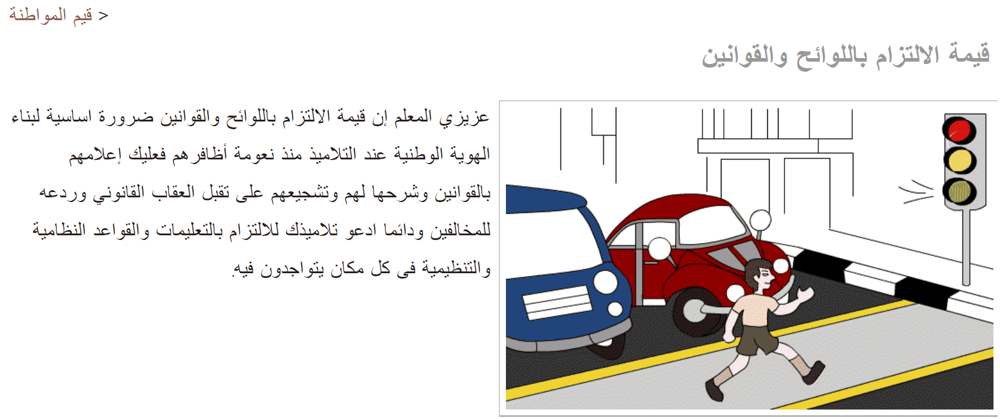 > قيم المواطنة
قيمة الالتزام باللوائح والقوانين
عزيزي المعلم إن قيمة الالتزام باللوائح والقوانين ضرورة اساسية لبناء
الهوية الوطنية عند التلاميذ منذ نعومة أظافرهم فعليك إعلامهم
بالقوانين وشرحها لهم وتشجيعهم على تقبل العقاب القانوني وردعه
للمخالفين ودائما ادعو تلاميذك للالتزام بالتعليمات والقواعد النظامية
والتنظيمية فى كل مكان يتواجدون فيه.